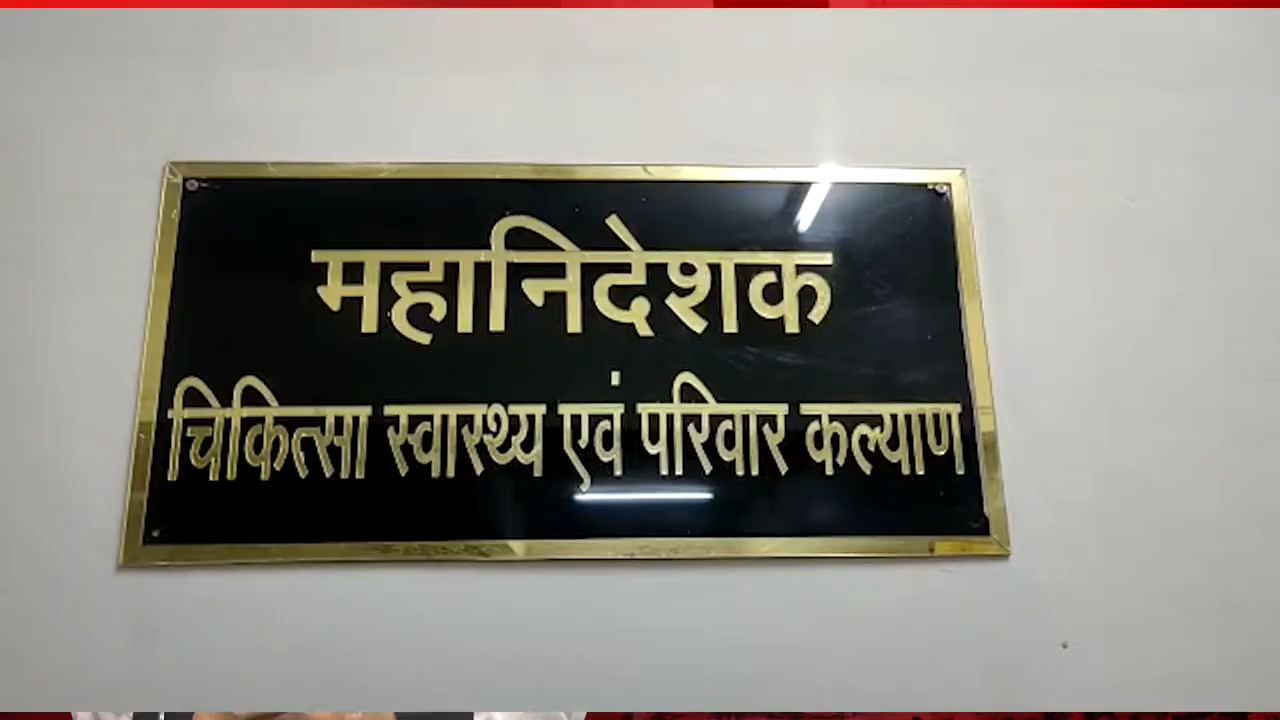 महानिदेशक
चिकित्सा स्वास्थ्य एवं परिवार कल्याण